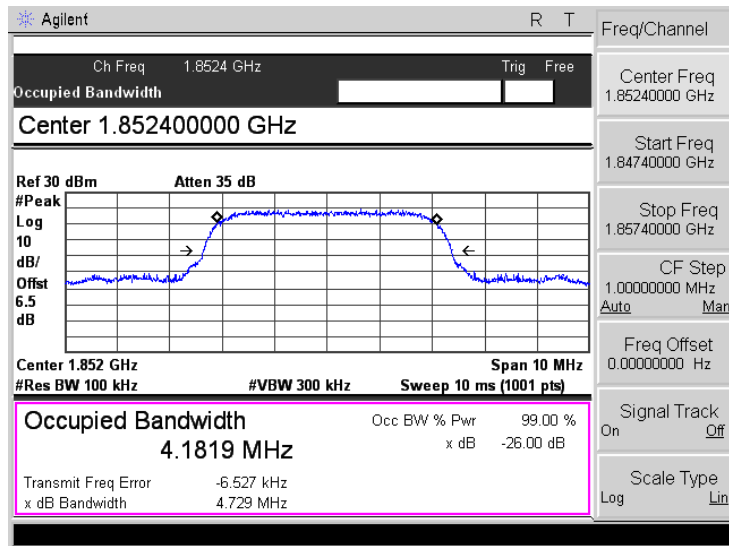 Agilent R T
Ch Freq 1.8524 GHz Trig Free
Occupied Bandwidth
Center 1.852400000 GHz
Ref 30 dBm Atten 35 dB
#Peak
Log
10
dB/
Offst
6.5
dB
Center 1.852 GHz Span 10 MHz
#Res BW 100 kHz #VBW 300 kHz Sweep 10 ms (1001 pts)
Occupied Bandwidth
4.1819 MHz
Occ BW % Pwr 99.00 %
x dB -26.00 dB
Transmit Freq Error -6.527 kHz
x dB Bandwidth 4.729 MHz
Freq/Channel
Center Freq
1.85240000 GHz
Start Freq
1.84740000 GHz
Stop Freq
1.85740000 GHz
CF Step
1.00000000 MHz
Auto Man
Freq Offset
0.00000000 Hz
Signal Track
On Off
Scale Type
Log Lin